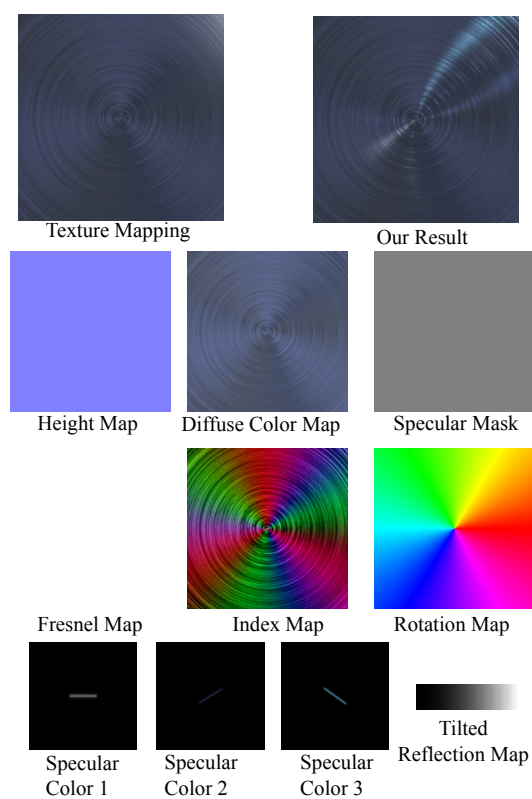 Texture Mapping
Our Result
Height Map
Diffuse Color Map
Specular Mask
Fresnel Map
Index Map
Rotation Map
Specular
Color 1
Specular
Color 2
Specular
Color 3
Tilted
Reflection Map